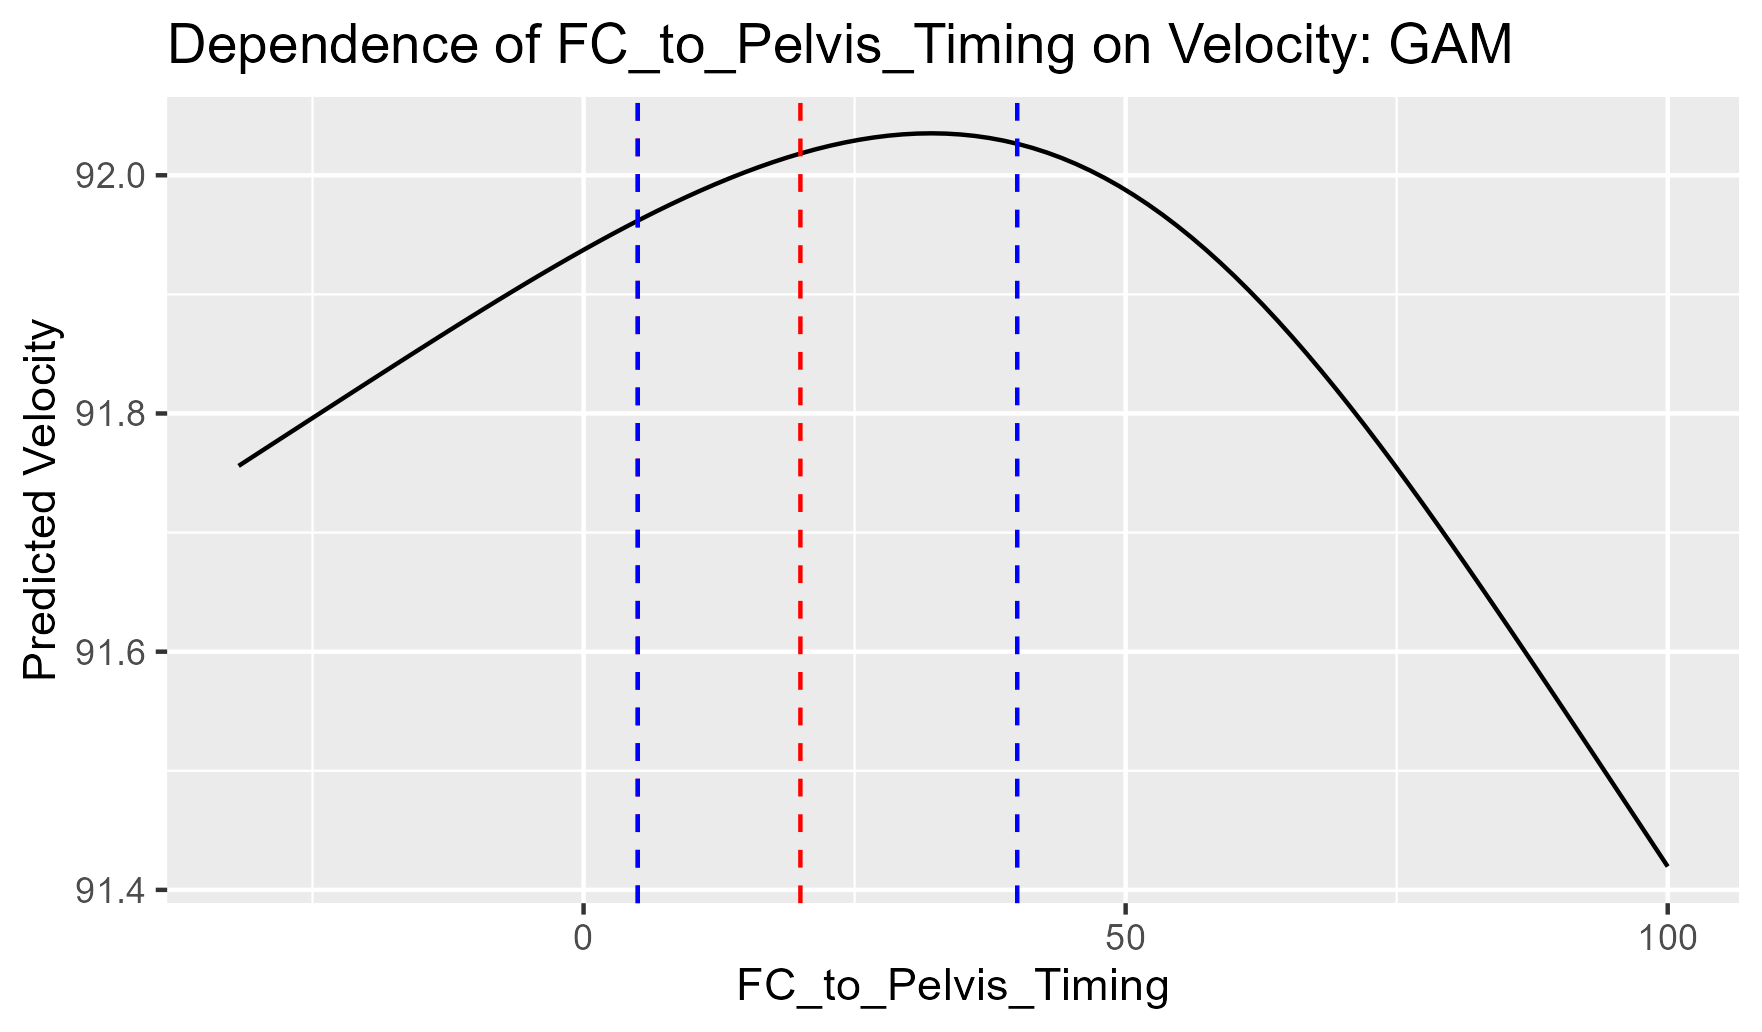 Dependence of FC_to_Pelvis_Timing on Velocity: GAM
Predicted Velocity
92.0
91.8
91.6
91.4
0
50
100
FC_to_Pelvis_Timing